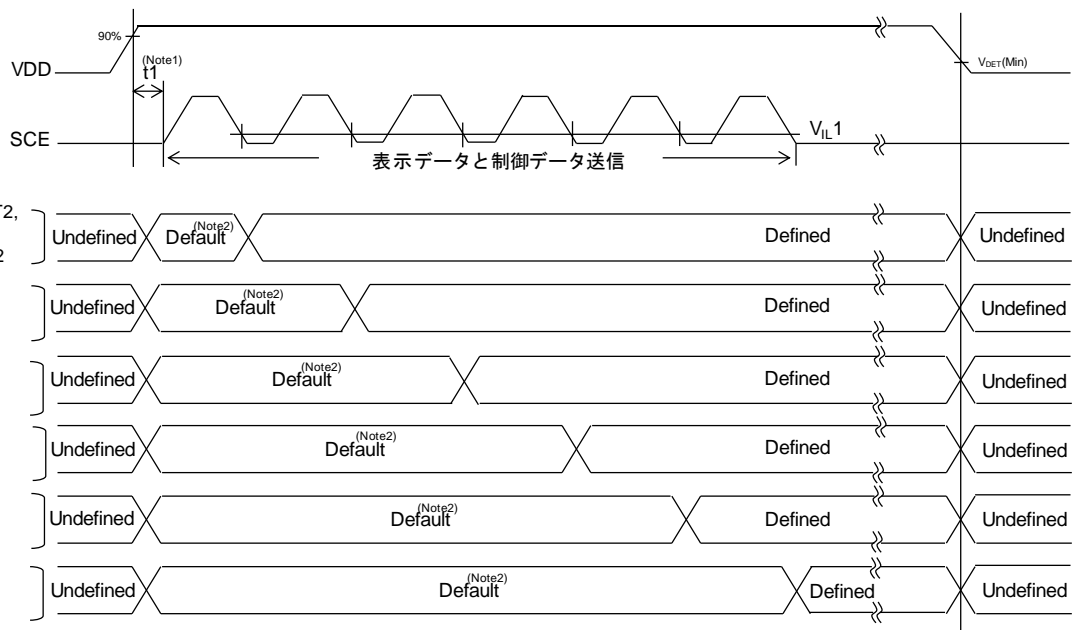 90%
(Note1)
VDD
t1
VDET(Min)
SCE
VIL1
表示データと制御データ送信
T2,
2
Undefined
Default(Note2)
Defined
Undefined
Undefined
Default(Note2)
Defined
Undefined
Undefined
Default(Note2)
Defined
Undefined
Undefined
Default(Note2)
Defined
Undefined
Undefined
Default(Note2)
Defined
Undefined
Undefined
Default(Note2)
Defined
Undefined